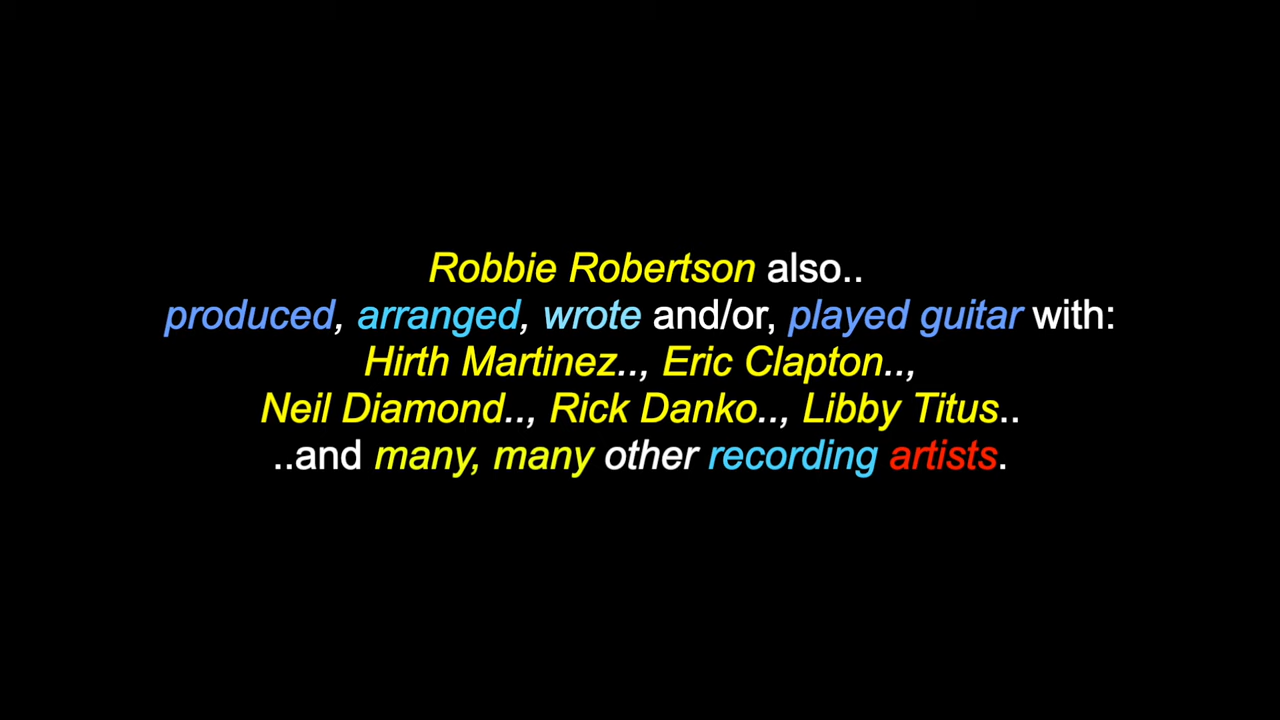 Robbie Robertson also..
produced, arranged, wrote and/or, played guitar with:
Hirth Martinez.., Eric Clapton..,
Neil Diamond.., Rick Danko.., Libby Titus..
..and many, many other recording artists.